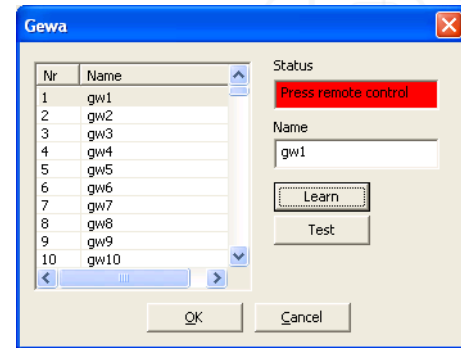 Gewa
Nr Name
1 gw1
2 gw2
3 gw3
4 gw4
5 gw5
6 gw6
7 gw7
8 gw8
9 gw9
10 gw10
Status
Press remote control
Name
gw1
Learn
Test
OK Cancel